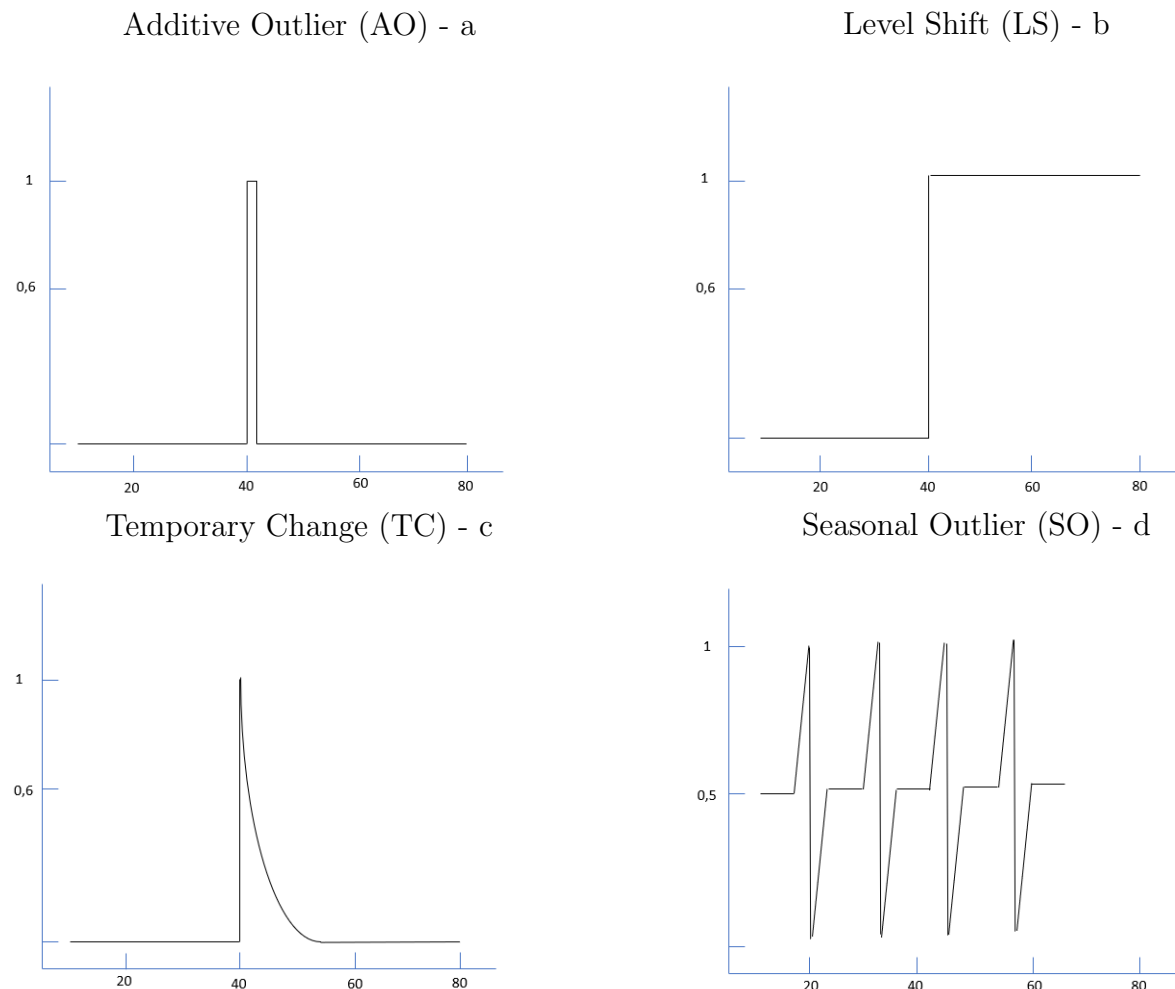 Additive Outlier (AO) - a
1
0,6
20 40 60 80
Level Shift (LS) - b
1
0,6
20 40 60 80
Temporary Change (TC) - c
1
0,6
20 40 60 80
Seasonal Outlier (SO) - d
1
0,5
20 40 60 80